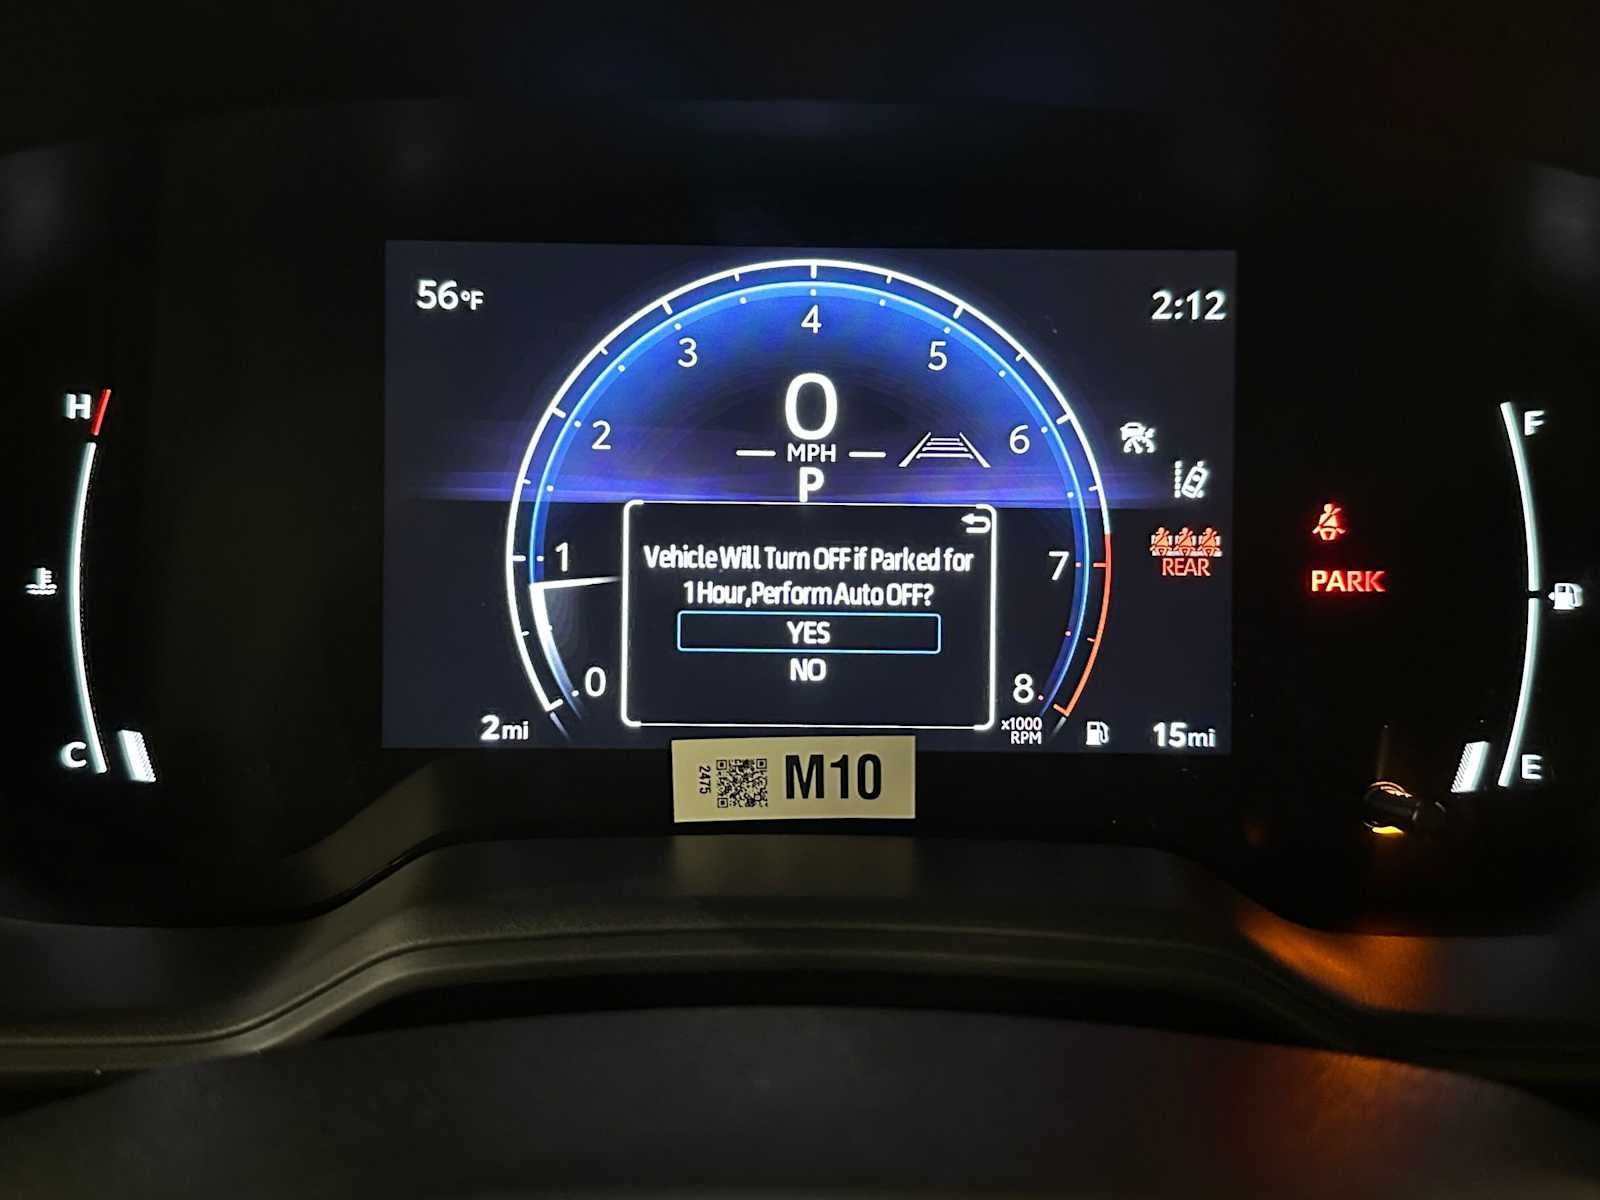 56°F
2:12
H
F
4
3
5
0
2
6
MPH
P
Vehicle Will Turn OFF if Parked for
1 Hour,Perform Auto OFF?
YES
NO
1
7
REAR
PARK
0
8
x1000
RPM
2mi
15mi
C
E
2475
M10